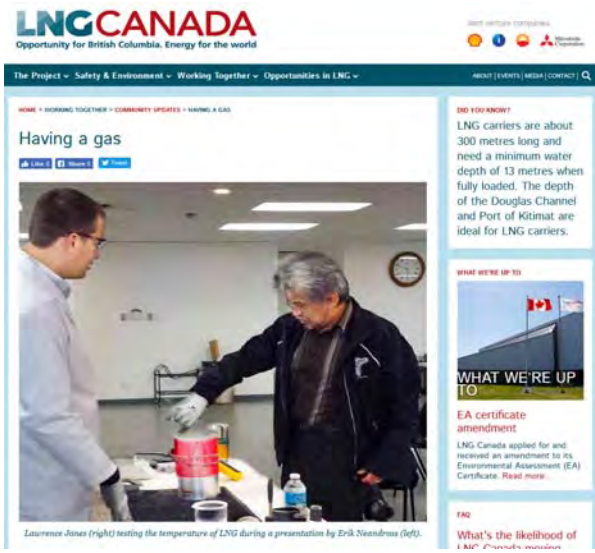 LNGCANADA
Opportunity for British Columbia. Energy for the world
joint venture companies
Mitsubishi
Corporation
The Project Safety & Environment Working Together Opportunities in LNG
ABOUT | EVENTS | MEDIA | CONTACT |
HOME > WORKING TOGETHER > COMMUNITY UPDATES > HAVING A GAS
Having a gas
Like
Share
Tweet
Lawrence Jones (right) testing the temperature of LNG during a presentation by Erik Neandross (left).
DID YOU KNOW?
LNG carriers are about
300 metres long and
need a minimum water
depth of 13 metres when
fully loaded. The depth
of the Douglas Channel
and Port of Kitimat are
ideal for LNG carriers.
WHAT WE'RE UP TO
WHAT WE'RE UP
TO
EA certificate
amendment
LNG Canada applied for and
received an amendment to its
Environmental Assessment (EA)
Certificate. Read more
FAQ
What's the likelihood of
LNG Canada moving